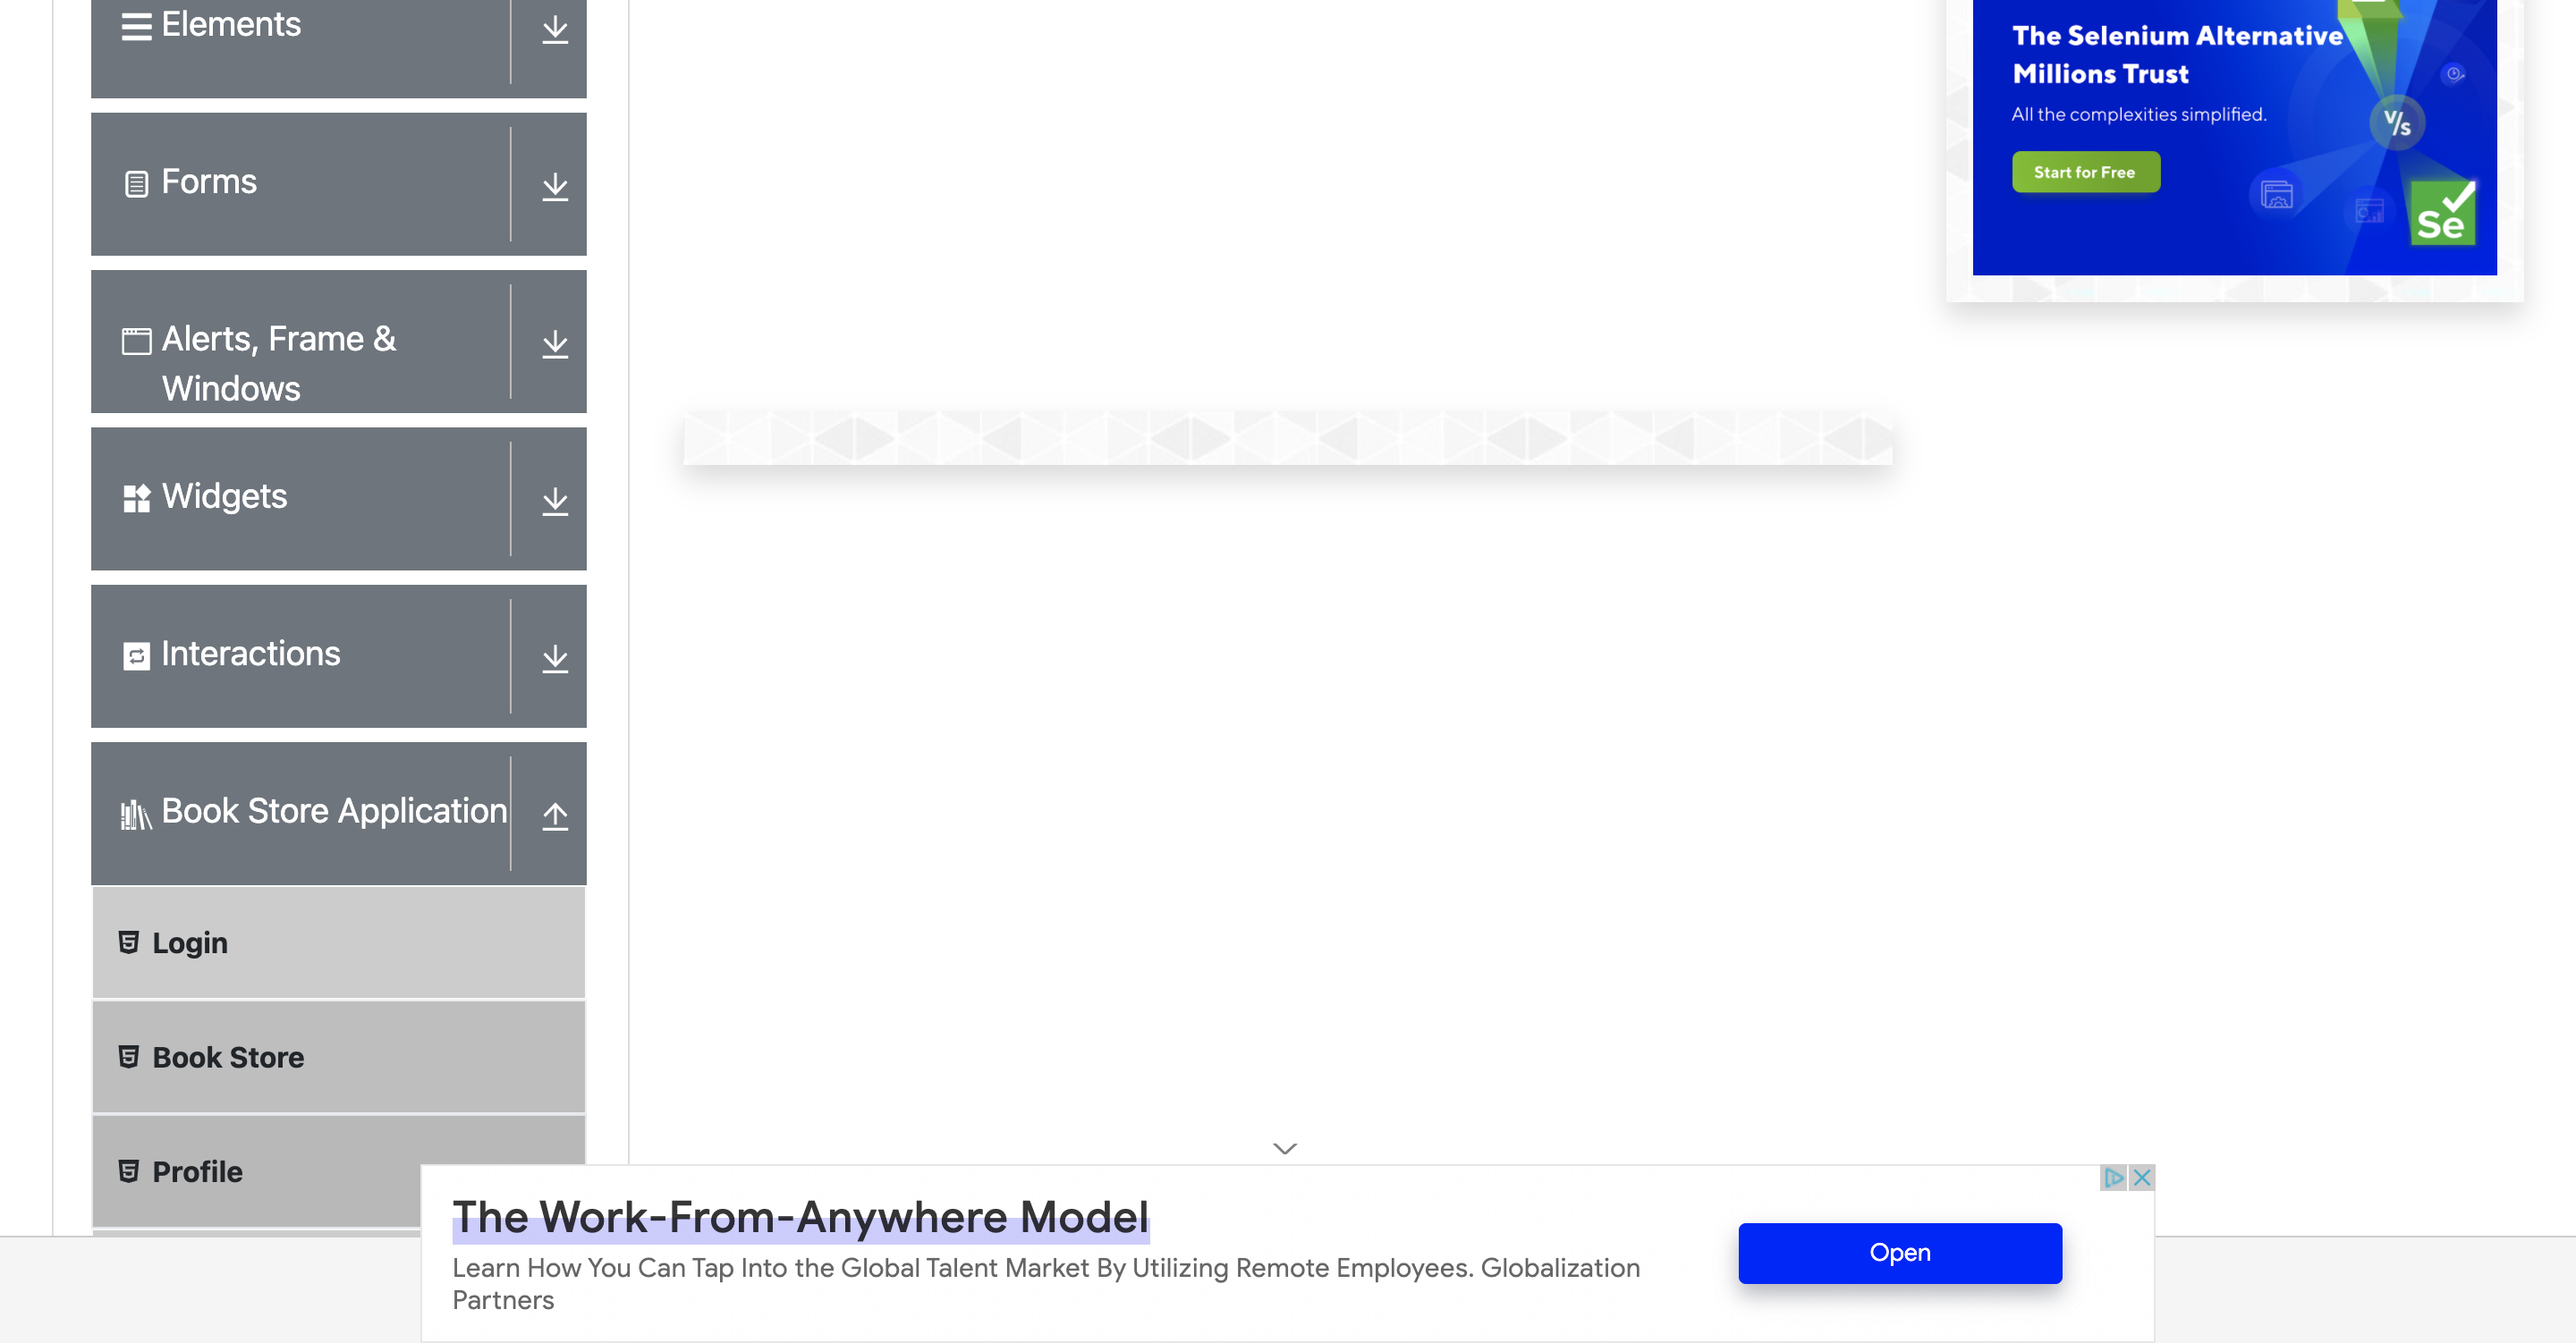 Elements
Forms
Alerts, Frame &
Windows
Widgets
Interactions
Book Store Application
Login
Book Store
Profile
The Selenium Alternative
Millions Trust
All the complexities simplified.
Start for Free
V/s
Se
The Work-From-Anywhere Model
Learn How You Can Tap Into the Global Talent Market By Utilizing Remote Employees. Globalization
Partners
Open